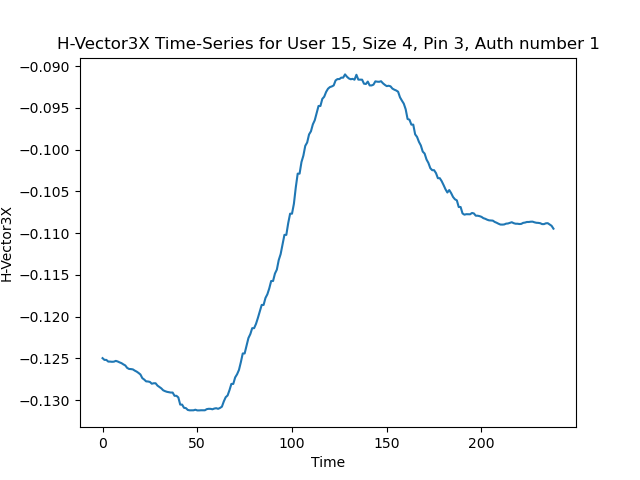 H-Vector3X Time-Series for User 15, Size 4, Pin 3, Auth number 1
−0.090
−0.095
−0.100
−0.105
−0.110
−0.115
−0.120
−0.125
−0.130
H-Vector3X
0 50 100 150 200
Time